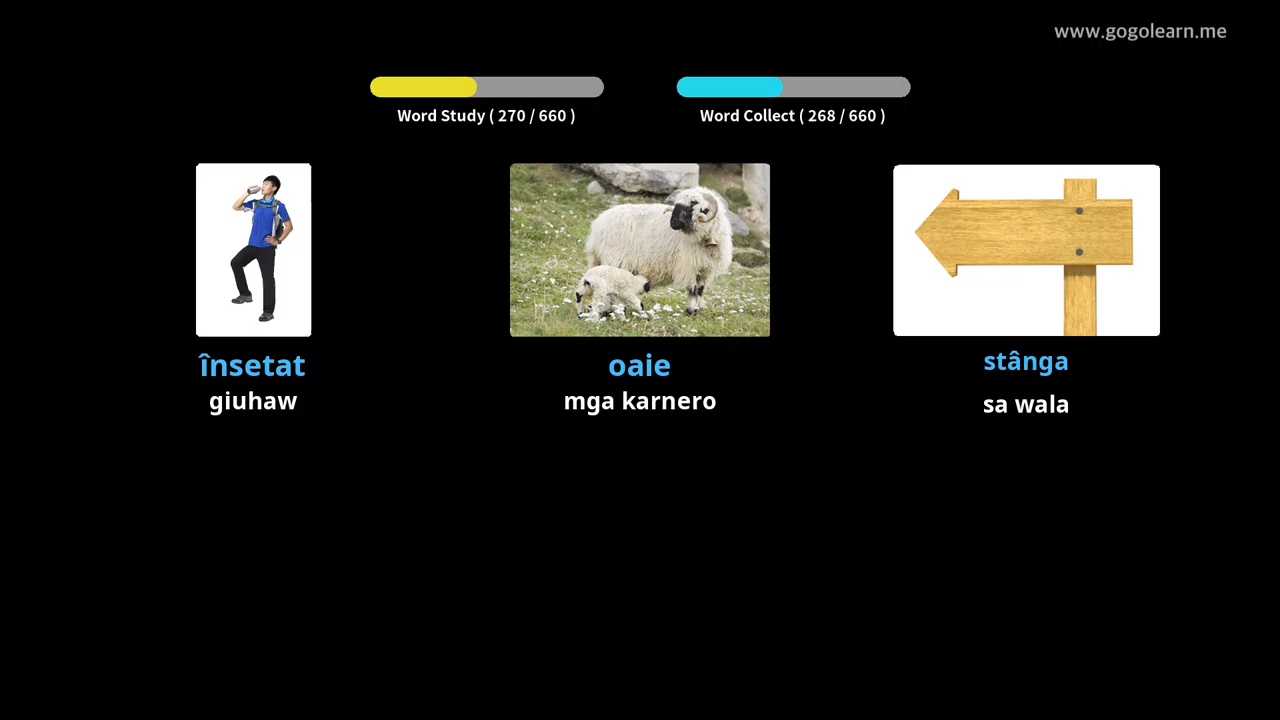 www.gogolearn.me
Word Study ( 270 / 660 )
Word Collect ( 268 / 660 )
însetat
giuhaw
oaie
mga karnero
stânga
sa wala